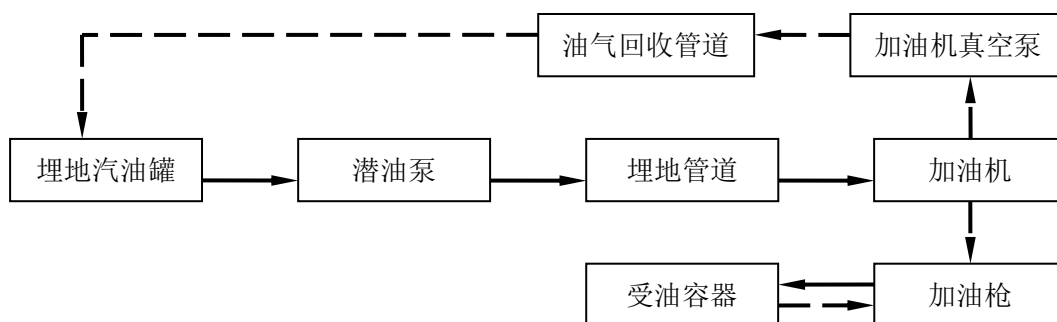 油气回收管道
加油机真空泵
埋地汽油罐
潜油泵
埋地管道
加油机
受油容器
加油枪